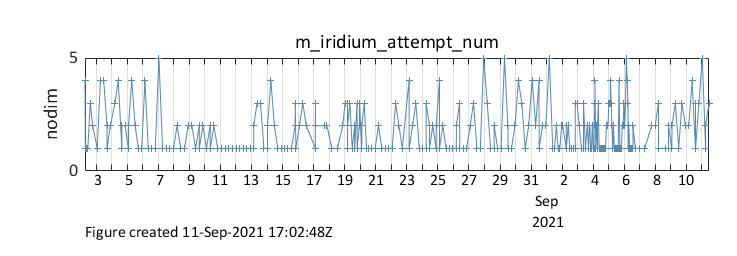 m_iridium_attempt_num
5
nodim
0
3 5 7 9 11 13 15 17 19 21 23 25 27 29 31 2 4 6 8 10
Sep
2021
Figure created 11-Sep-2021 17:02:48Z